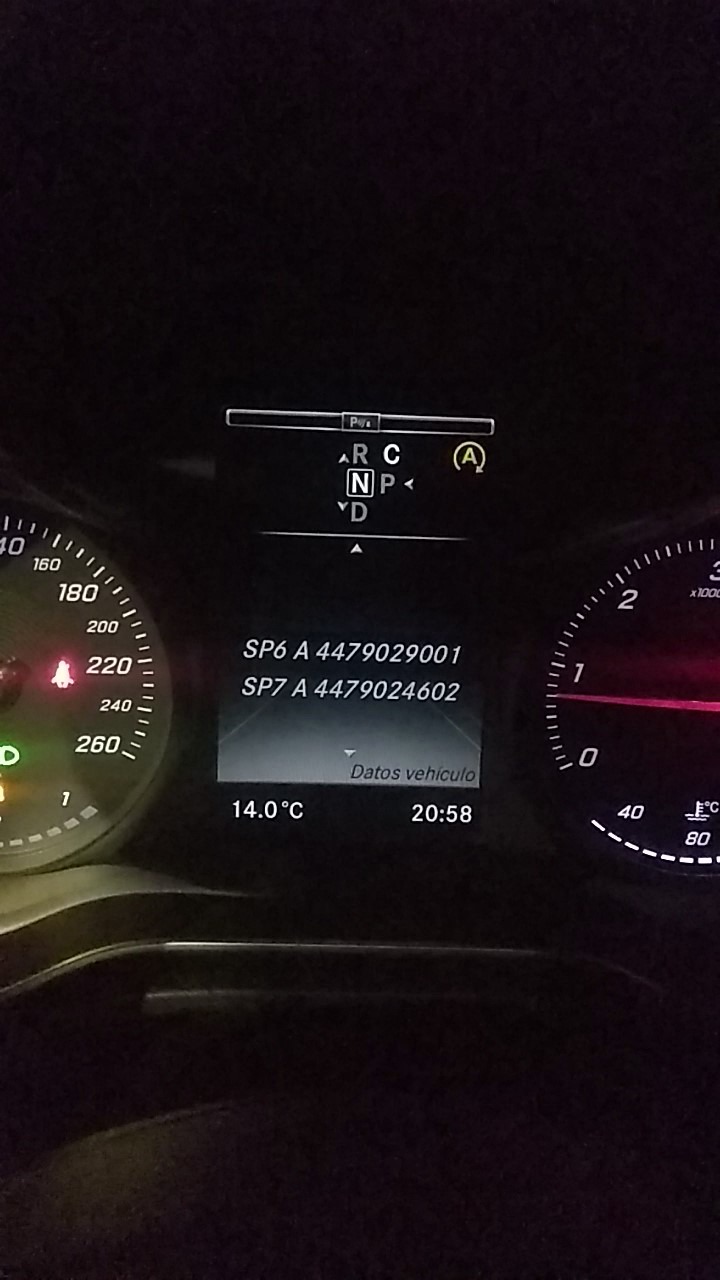 R C A
N P
D
SP6 A 4479029001
SP7 A 4479024602
Datos vehículo
14.0°C 20:58
160
180
200
220
240
260
1
2
x1000
1
0
40
°C
80